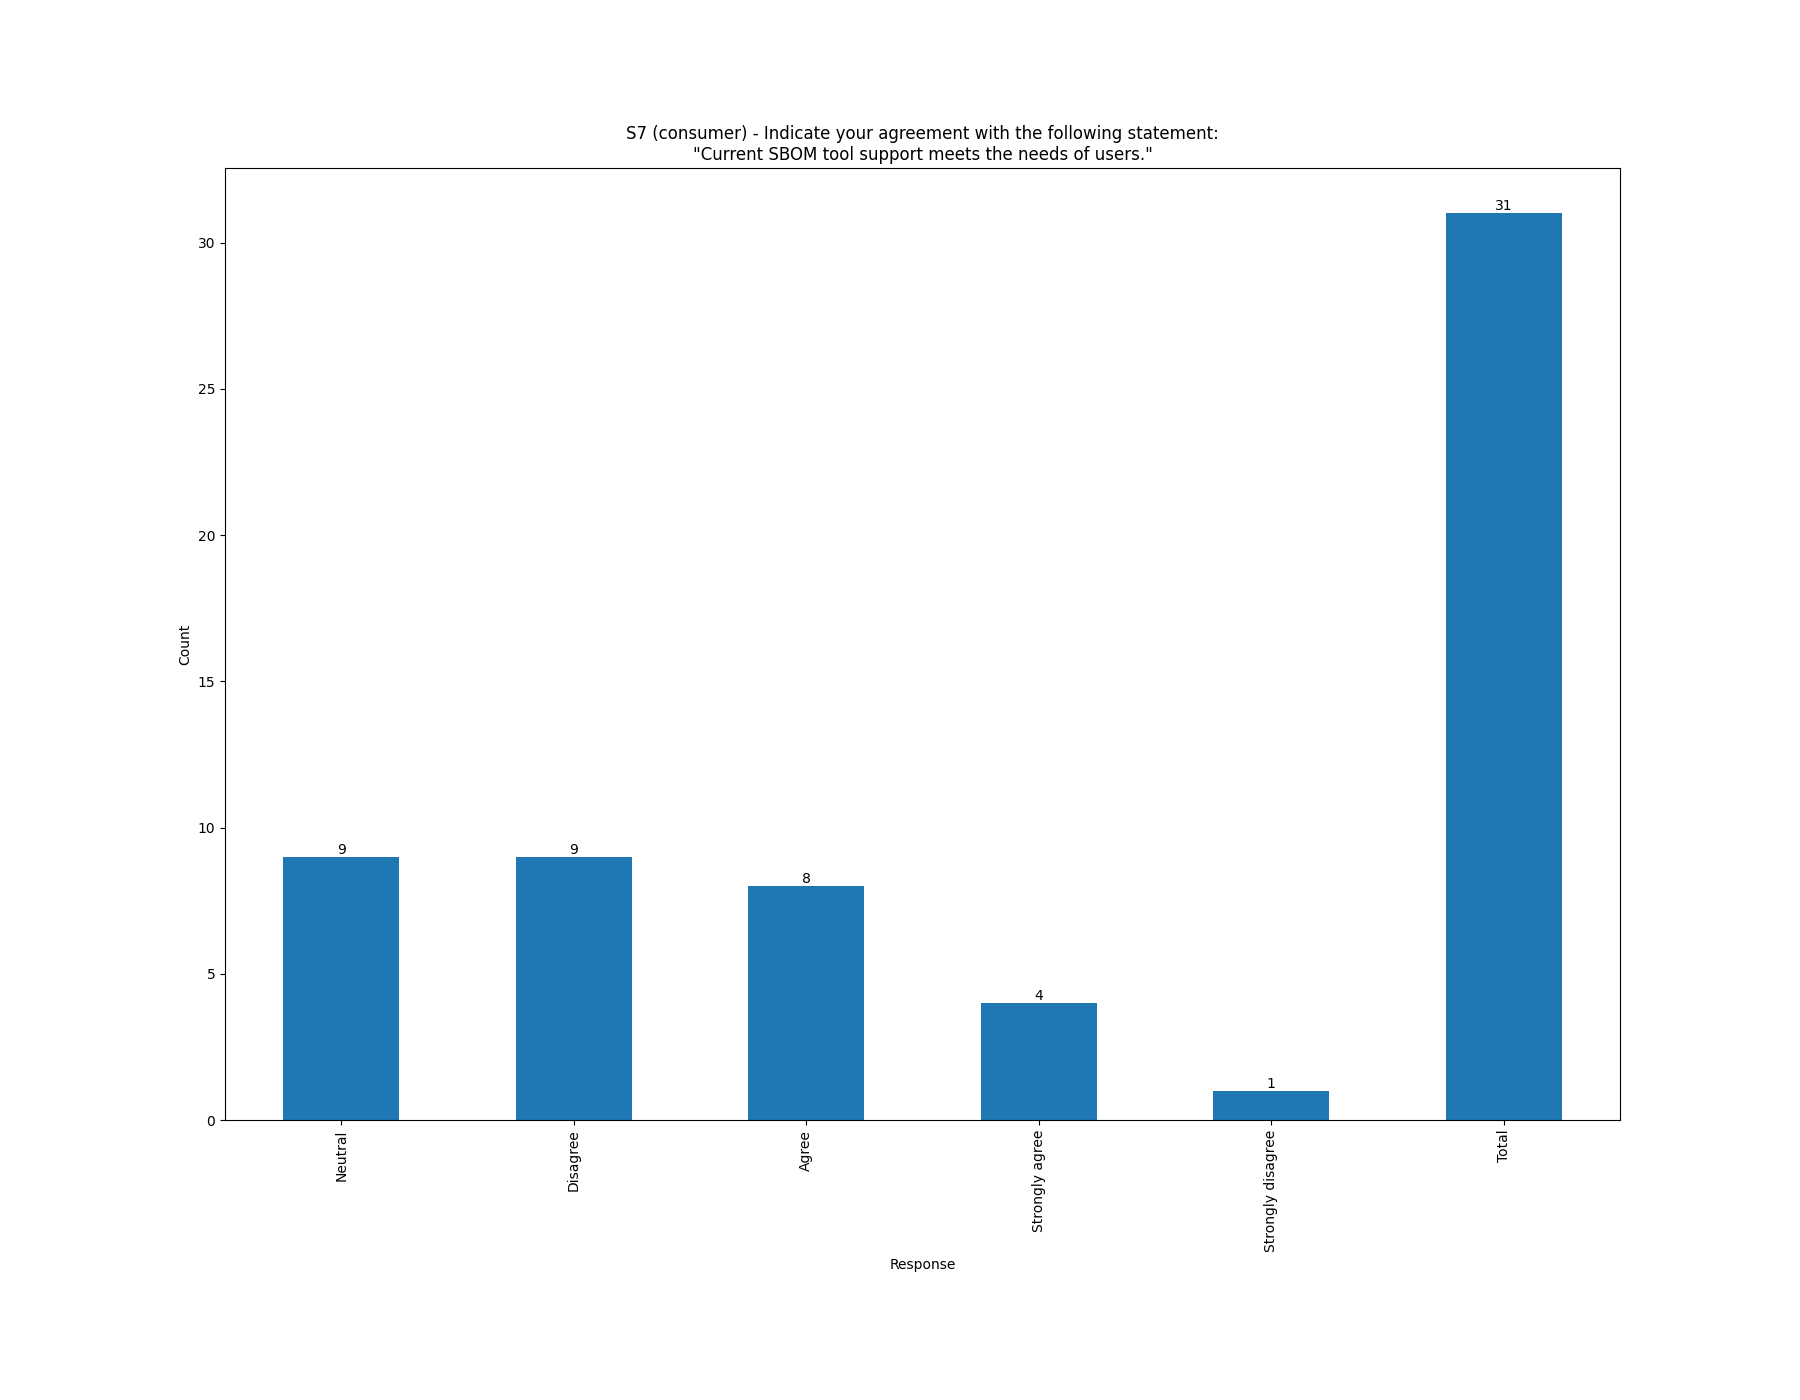 S7 (consumer) - Indicate your agreement with the following statement:
"Current SBOM tool support meets the needs of users."
Count
30
25
20
15
10
5
0
9
9
8
4
1
31
Neutral
Disagree
Agree
Strongly agree
Strongly disagree
Total
Response